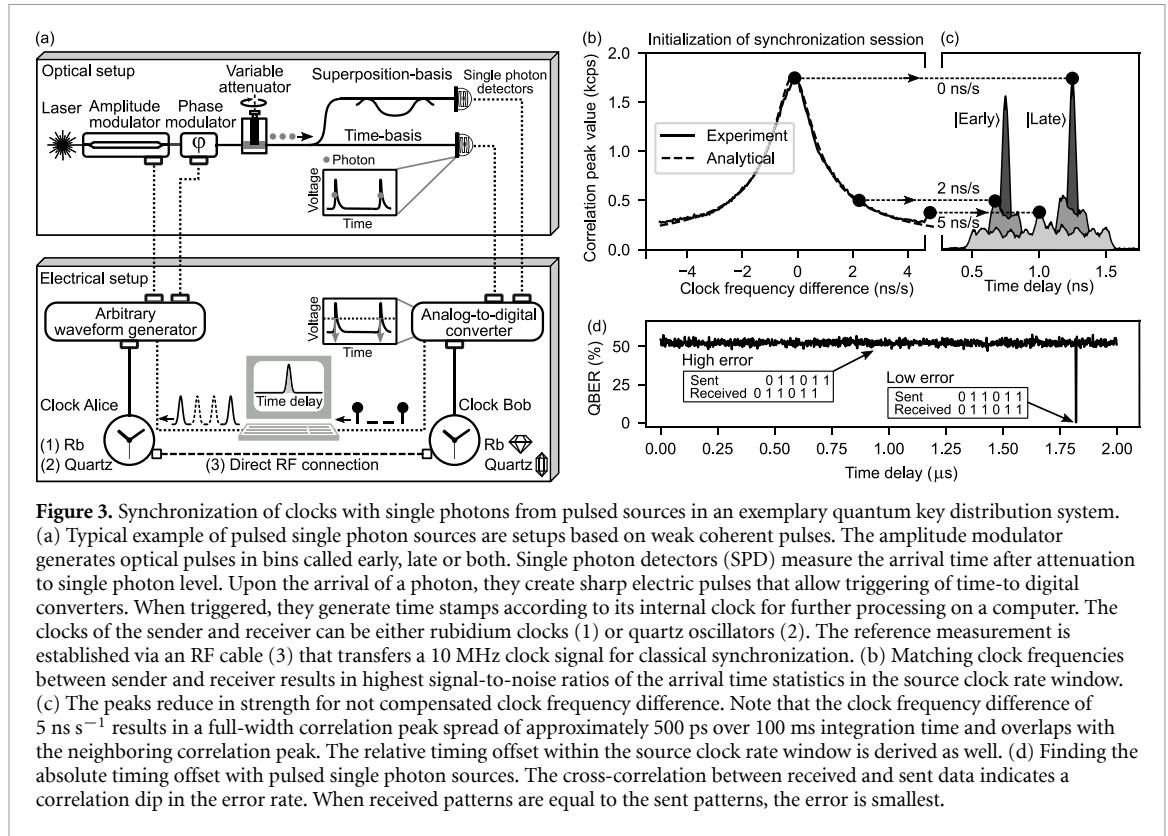 (a)
Optical setup
Variable
attenuator
Superposition-basis
Single photon
detectors
Laser
Amplitude
modulator
Phase
modulator
φ
Time-basis
Photon
Voltage
Time
Electrical setup
Arbitrary
waveform generator
Voltage
Time
Analog-to-digital
converter
Time delay
Clock Alice
Clock Bob
(1) Rb
(2) Quartz
(3) Direct RF connection
Rb
Quartz
(b)
Initialization of synchronization session
(c)
Correlation peak value (kcps)
2.0
1.5
1.0
0.5
0.0
Experiment
Analytical
−4
−2
0
2
4
Clock frequency difference (ns/s)
0 ns/s
|Early⟩
|Late⟩
2 ns/s
5 ns/s
0.5
1.0
1.5
Time delay (ns)
(d)
QBER (%)
50
25
0
High error
Sent 0 1 1 0 1 1
Received 0 1 1 0 1 1
Low error
Sent 0 1 1 0 1 1
Received 0 1 1 0 1 1
0.00 0.25 0.50 0.75 1.00 1.25 1.50 1.75 2.00
Time delay (μs)
Figure 3. Synchronization of clocks with single photons from pulsed sources in an exemplary quantum key distribution system.
(a) Typical example of pulsed single photon sources are setups based on weak coherent pulses. The amplitude modulator
generates optical pulses in bins called early, late or both. Single photon detectors (SPD) measure the arrival time after attenuation
to single photon level. Upon the arrival of a photon, they create sharp electric pulses that allow triggering of time-to digital
converters. When triggered, they generate time stamps according to its internal clock for further processing on a computer. The
clocks of the sender and receiver can be either rubidium clocks (1) or quartz oscillators (2). The reference measurement is
established via an RF cable (3) that transfers a 10 MHz clock signal for classical synchronization. (b) Matching clock frequencies
between sender and receiver results in highest signal-to-noise ratios of the arrival time statistics in the source clock rate window.
(c) The peaks reduce in strength for not compensated clock frequency difference. Note that the clock frequency difference of
5 ns s⁻¹ results in a full-width correlation peak spread of approximately 500 ps over 100 ms integration time and overlaps with
the neighboring correlation peak. The relative timing offset within the source clock rate window is derived as well. (d) Finding the
absolute timing offset with pulsed single photon sources. The cross-correlation between received and sent data indicates a
correlation dip in the error rate. When received patterns are equal to the sent patterns, the error is smallest.